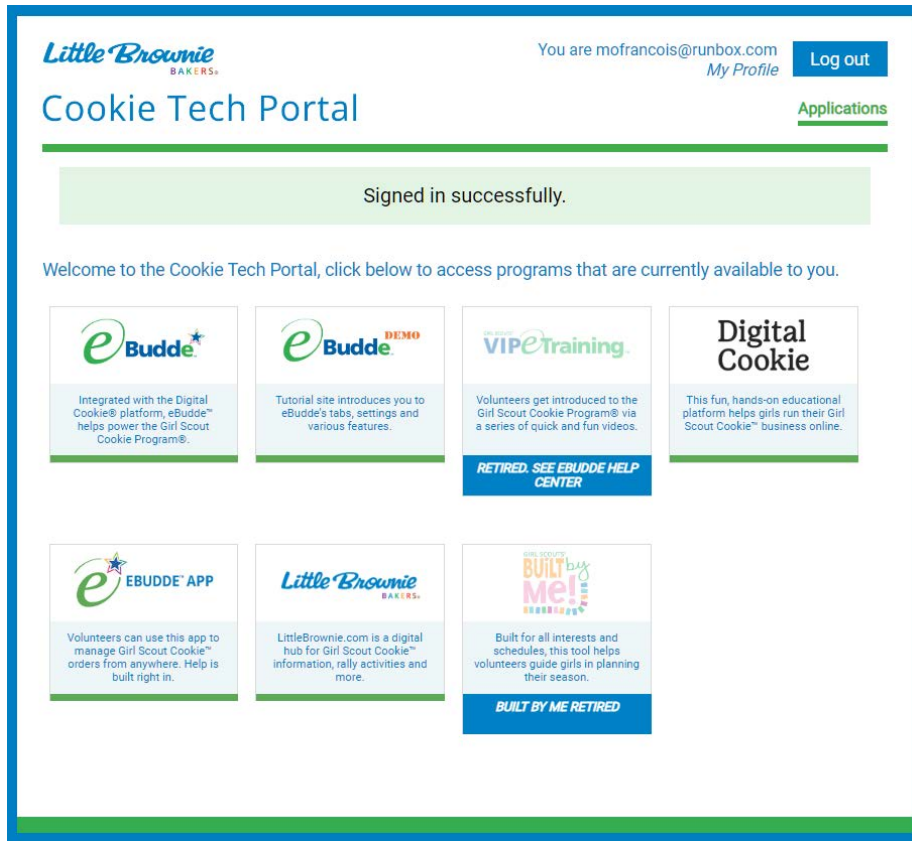 Little Brownie
BAKERS®
You are mofrancois@runbox.com
My Profile
Log out
Cookie Tech Portal
Applications
Signed in successfully.
Welcome to the Cookie Tech Portal, click below to access programs that are currently available to you.
eBudde™
Integrated with the Digital
Cookie® platform, eBudde™
helps power the Girl Scout
Cookie Program®.
eBudde™ DEMO
Tutorial site introduces you to
eBudde's tabs, settings and
various features.
GIRL SCOUTS'
VIP eTraining™
Volunteers get introduced to the
Girl Scout Cookie Program® via
a series of quick and fun videos.
RETIRED. SEE EBUDDE HELP
CENTER
Digital
Cookie
This fun, hands-on educational
platform helps girls run their Girl
Scout Cookie™ business online.
e EBUDDE™ APP
Volunteers can use this app to
manage Girl Scout Cookie™
orders from anywhere. Help is
built right in.
Little Brownie
BAKERS®
LittleBrownie.com is a digital
hub for Girl Scout Cookie™
information, rally activities and
more.
GIRL SCOUTS'
BUiLT by
Me!
Built for all interests and
schedules, this tool helps
volunteers guide girls in planning
their season.
BUILT BY ME RETIRED